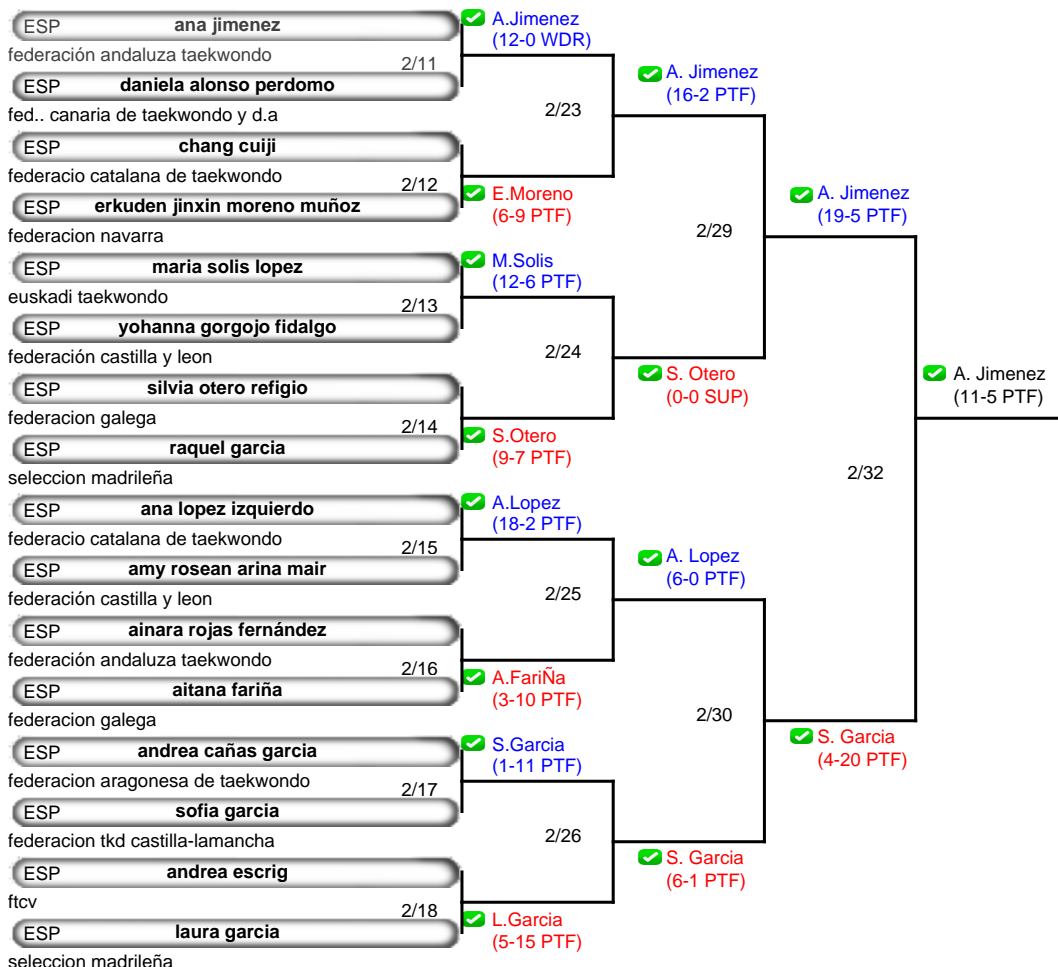 ESP ana jimenez
federación andaluza taekwondo
2/11
ESP daniela alonso perdomo
fed.. canaria de taekwondo y d.a
ESP chang cuiji
federacio catalana de taekwondo
2/12
ESP erkuden jinxin moreno muñoz
federacion navarra
ESP maria solis lopez
euskadi taekwondo
2/13
ESP yohanna gorgojo fidalgo
federación castilla y leon
ESP silvia otero refigio
federacion galega
2/14
ESP raquel garcia
seleccion madrileña
ESP ana lopez izquierdo
federacio catalana de taekwondo
2/15
ESP amy rosean arina mair
federación castilla y leon
ESP ainara rojas fernández
federación andaluza taekwondo
2/16
ESP aitana fariña
federacion galega
ESP andrea cañas garcia
federacion aragonesa de taekwondo
2/17
ESP sofia garcia
federacion tkd castilla-lamancha
ESP andrea escrig
ftcv
2/18
ESP laura garcia
seleccion madrileña
A.Jimenez
(12-0 WDR)
2/23
E.Moreno
(6-9 PTF)
M.Solis
(12-6 PTF)
2/24
S.Otero
(9-7 PTF)
A.Lopez
(18-2 PTF)
2/25
A.FariÑa
(3-10 PTF)
S.Garcia
(1-11 PTF)
2/26
L.Garcia
(5-15 PTF)
A. Jimenez
(16-2 PTF)
2/29
S. Otero
(0-0 SUP)
A. Lopez
(6-0 PTF)
2/30
S. Garcia
(6-1 PTF)
A. Jimenez
(19-5 PTF)
2/32
S. Garcia
(4-20 PTF)
A. Jimenez
(11-5 PTF)